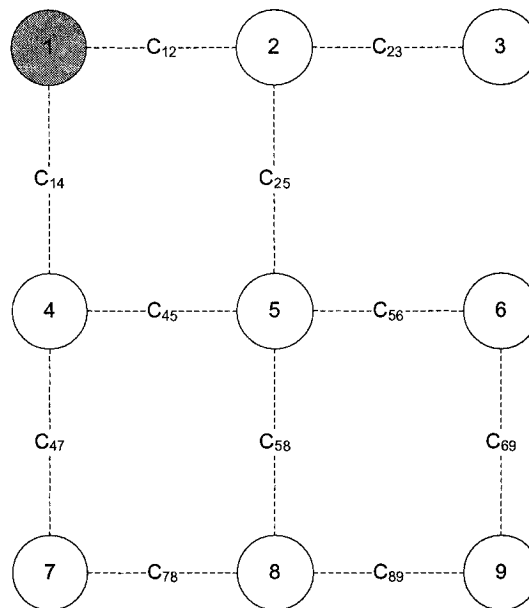 1 C₁₂ 2 C₂₃ 3
C₁₄ C₂₅
4 C₄₅ 5 C₅₆ 6
C₄₇ C₅₈ C₆₉
7 C₇₈ 8 C₈₉ 9